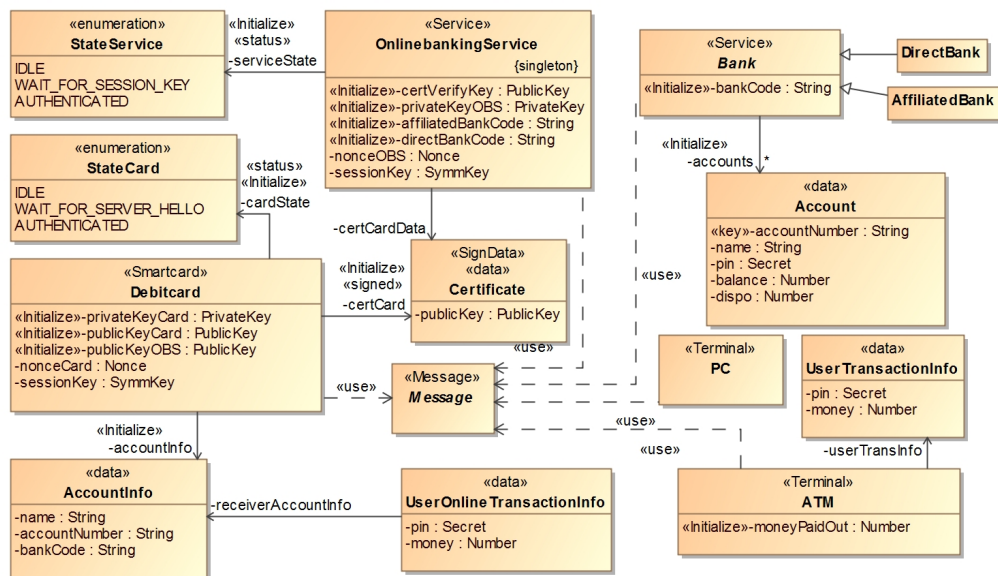 «enumeration»
StateService
IDLE
WAIT_FOR_SESSION_KEY
AUTHENTICATED
«Initialize»
«status»
-serviceState
«Service»
OnlinebankingService
{singleton}
«Initialize»-certVerifyKey : PublicKey
«Initialize»-privateKeyOBS : PrivateKey
«Initialize»-affiliatedBankCode : String
«Initialize»-directBankCode : String
-nonceOBS : Nonce
-sessionKey : SymmKey
«Service»
Bank
«Initialize»-bankCode : String
DirectBank
AffiliatedBank
«Initialize»
-accounts
*
«enumeration»
StateCard
IDLE
WAIT_FOR_SERVER_HELLO
AUTHENTICATED
«status»
«Initialize»
-cardState
-certCardData
«data»
Account
«key»-accountNumber : String
-name : String
-pin : Secret
-balance : Number
-dispo : Number
«Smartcard»
Debitcard
«Initialize»-privateKeyCard : PrivateKey
«Initialize»-publicKeyCard : PublicKey
«Initialize»-publicKeyOBS : PublicKey
-nonceCard : Nonce
-sessionKey : SymmKey
«Initialize»
«signed»
-certCard
«SignData»
«data»
Certificate
-publicKey : PublicKey
«use»
«use»
«use»
«Message»
Message
«Terminal»
PC
«data»
UserTransactionInfo
-pin : Secret
-money : Number
«use»
-userTransInfo
«Initialize»
-accountInfo
«data»
AccountInfo
-name : String
-accountNumber : String
-bankCode : String
-receiverAccountInfo
«data»
UserOnlineTransactionInfo
-pin : Secret
-money : Number
«Terminal»
ATM
«Initialize»-moneyPaidOut : Number